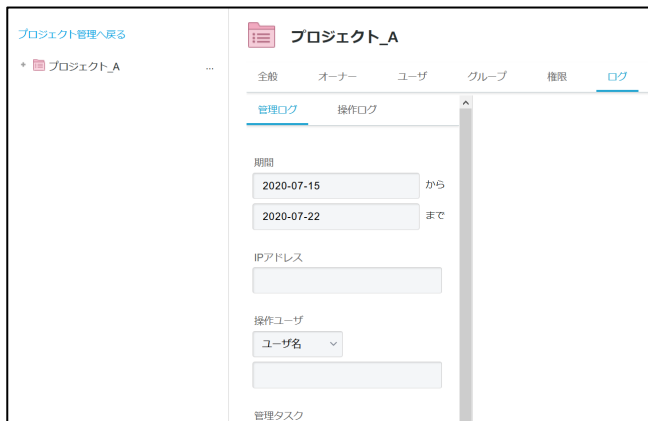 プロジェクト管理へ戻る
プロジェクト_A
...
プロジェクト_A
全般 オーナー ユーザ グループ 権限 ログ
管理ログ 操作ログ
期間
2020-07-15 から
2020-07-22 まで
IPアドレス
操作ユーザ
ユーザ名
管理タスク